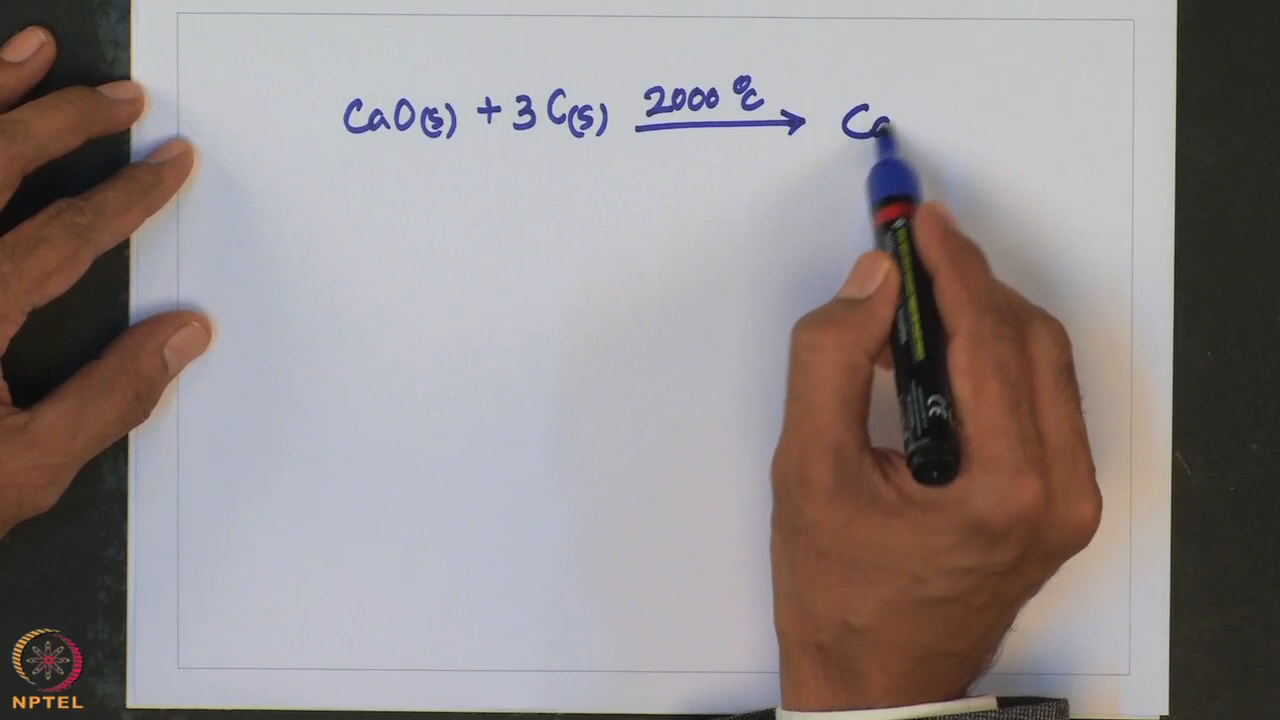 CaO(s) + 3 C(s) 2000 °C → Ca
NPTEL